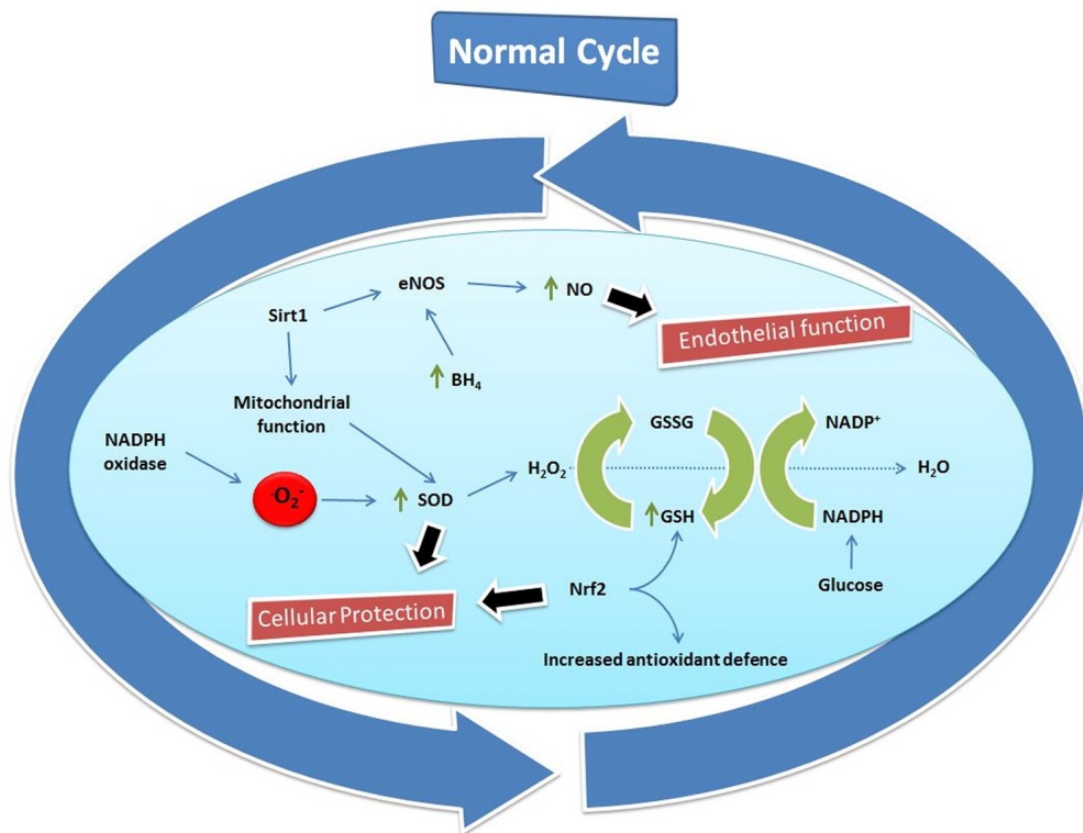 Normal Cycle
eNOS
↑ NO
Sirt1
Endothelial function
↑ BH₄
Mitochondrial
function
NADPH
oxidase
GSSG
NADP⁺
·O₂⁻
↑ SOD
H₂O₂
H₂O
↑GSH
NADPH
Glucose
Nrf2
Cellular Protection
Increased antioxidant defence